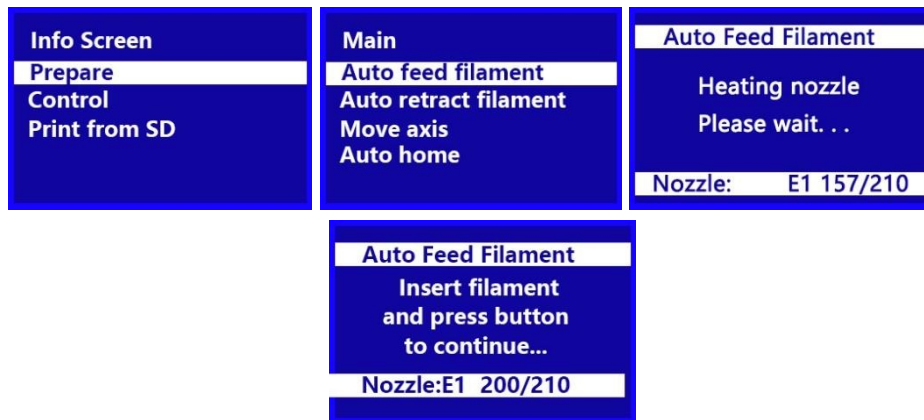 Info Screen
Prepare
Control
Print from SD
Main
Auto feed filament
Auto retract filament
Move axis
Auto home
Auto Feed Filament
Heating nozzle
Please wait. . .
Nozzle: E1 157/210
Auto Feed Filament
Insert filament
and press button
to continue...
Nozzle:E1 200/210